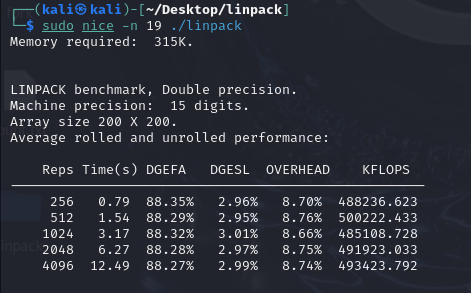 ┌──(kali㉿kali)-[~/Desktop/linpack]
└─$ sudo nice -n 19 ./linpack
Memory required:  315K.
LINPACK benchmark, Double precision.
Machine precision:  15 digits.
Array size 200 X 200.
Average rolled and unrolled performance:
    Reps Time(s) DGEFA   DGESL  OVERHEAD    KFLOPS
     256   0.79  88.35%   2.96%   8.70%  488236.623
     512   1.54  88.29%   2.95%   8.76%  500222.433
    1024   3.17  88.32%   3.01%   8.66%  485108.728
    2048   6.27  88.28%   2.97%   8.75%  491923.033
    4096  12.49  88.27%   2.99%   8.74%  493423.792